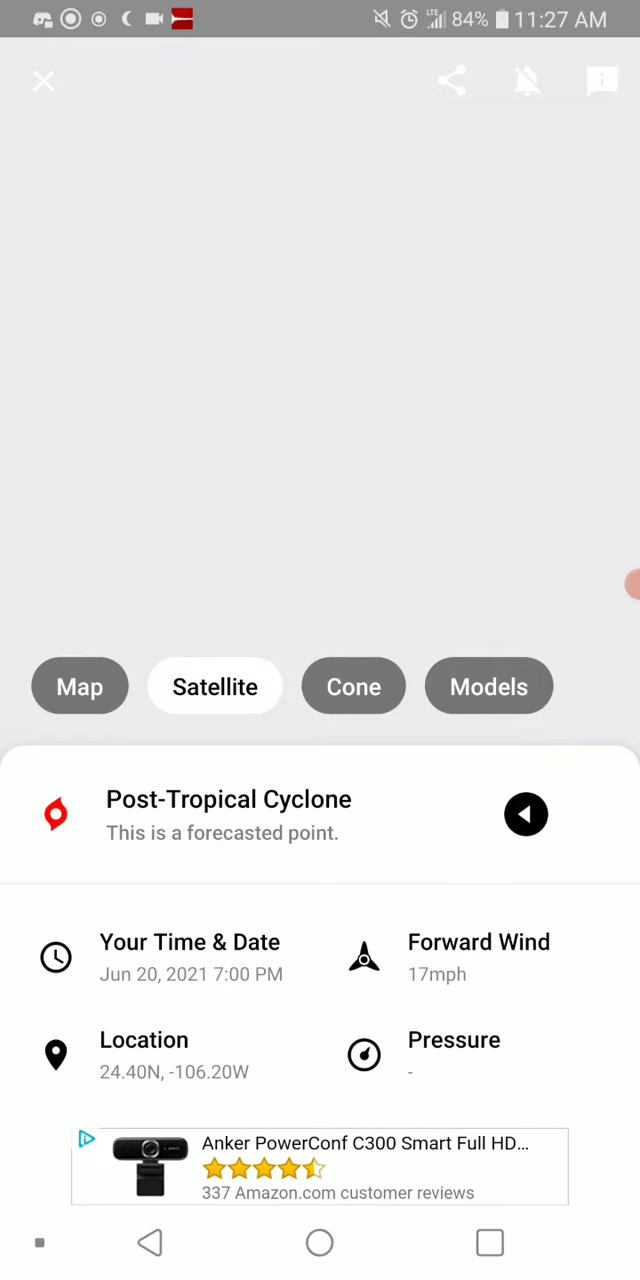 LTE 84% 11:27 AM
Map Satellite Cone Models
Post-Tropical Cyclone
This is a forecasted point.
Your Time & Date Forward Wind
Jun 20, 2021 7:00 PM 17mph
Location Pressure
24.40N, -106.20W -
Anker PowerConf C300 Smart Full HD...
337 Amazon.com customer reviews